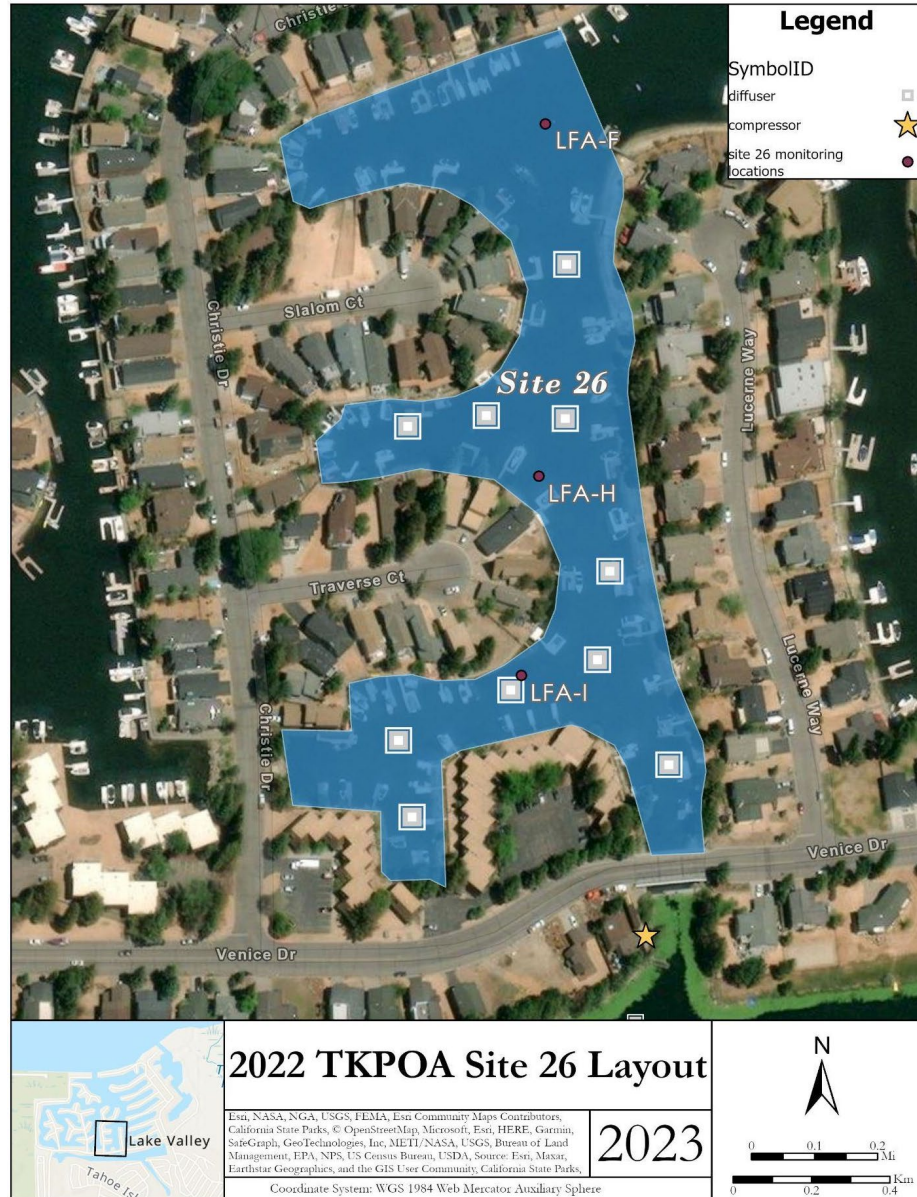 Christie
Legend
SymbolID
diffuser
compressor
site 26 monitoring
locations
LFA-F
Slalom Ct
Christie Dr
Site 26
Lucerne Way
LFA-H
Traverse Ct
Lucerne Way
LFA-I
Christie Dr
Venice Dr
Venice Dr
2022 TKPOA Site 26 Layout
N
Esri, NASA, NGA, USGS, FEMA, Esri Community Maps Contributors,
California State Parks, © OpenStreetMap, Microsoft, Esri, HERE, Garmin,
SafeGraph, GeoTechnologies, Inc, METI/NASA, USGS, Bureau of Land
Management, EPA, NPS, US Census Bureau, USDA, Source: Esri, Maxar,
Earthstar Geographics, and the GIS User Community, California State Parks,
2023
Lake Valley
Tahoe
0 0.1 0.2
Mi
Km
0 0.2 0.4
Coordinate System: WGS 1984 Web Mercator Auxiliary Sphere